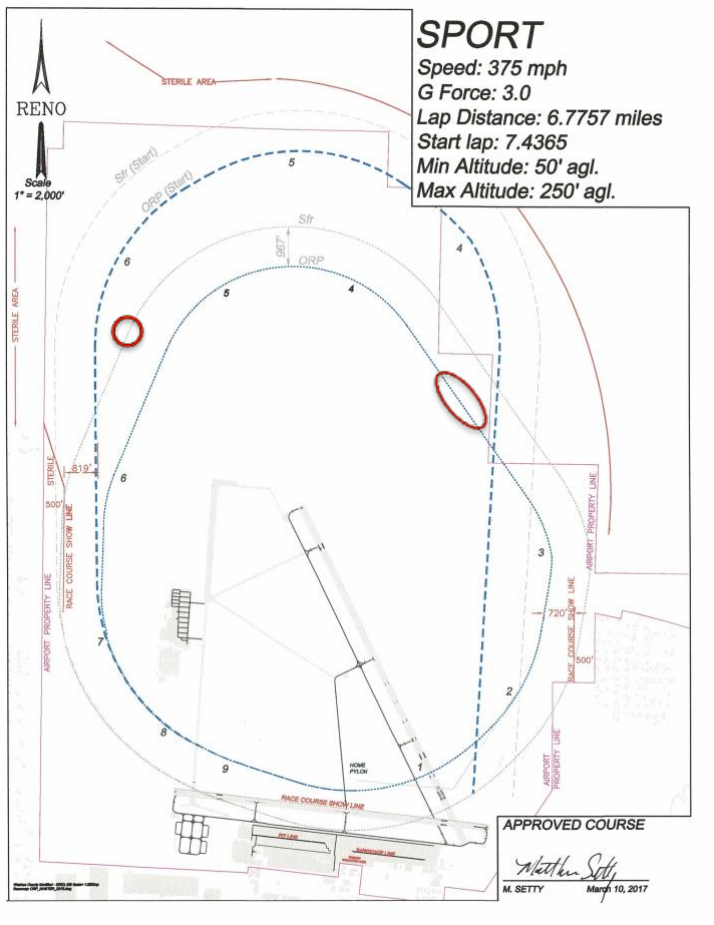 SPORT
Speed: 375 mph
G Force: 3.0
Lap Distance: 6.7757 miles
Start lap: 7.4365
Min Altitude: 50' agl.
Max Altitude: 250' agl.
RENO
Scale
1" = 2,000'
STERILE AREA
Sfr (Start)
ORP (Start)
5
6
4
Sfr
967'
ORP
5
4
STERILE AREA
6
819'
STERILE
500'
RACE COURSE SHOW LINE
AIRPORT PROPERTY LINE
AIRPORT PROPERTY LINE
3
720'
RACE COURSE SHOW LINE
500'
7
2
8
9
HOME
PYLON
1
AIRPORT
PROPERTY LINE
RACE COURSE SHOW LINE
PIT LINE
APPROVED COURSE
Matthew Setty
M. SETTY March 10, 2017